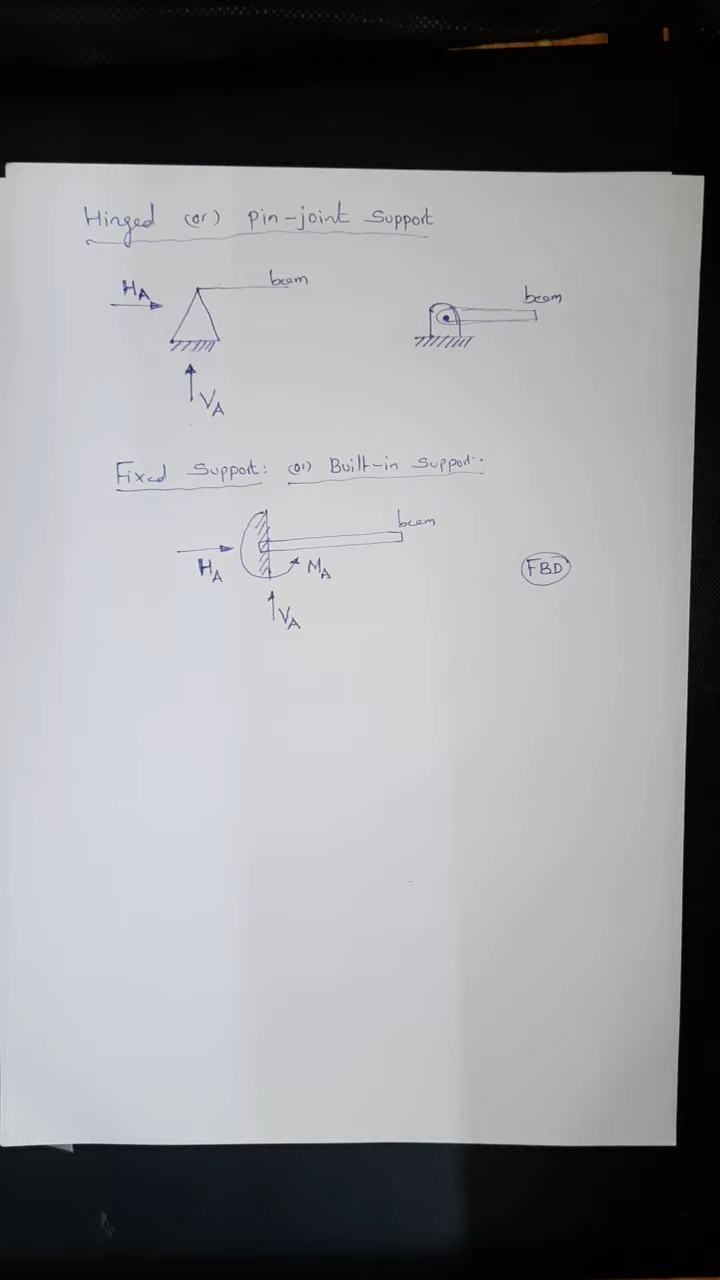 Hinged (or) Pin-joint Support
HA
beam
beam
VA
Fixed Support: (or) Built-in Support:
beam
HA
MA
FBD
VA